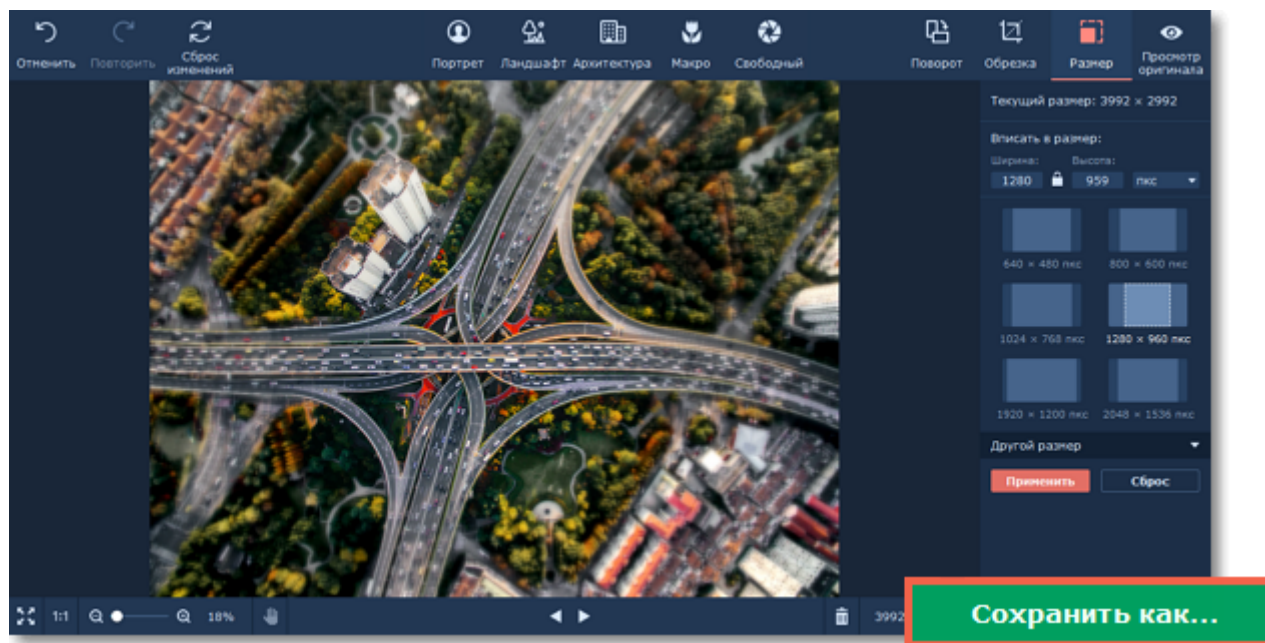 Отменить Повторить Сброс изменений Портрет Ландшафт Архитектура Макро Свободный Поворот Обрезка Размер Просмотр оригинала
Текущий размер: 3992 × 2992
Вписать в размер:
Ширина: Высота:
1280 959 пкс
640 × 480 пкс 800 × 600 пкс
1024 × 768 пкс 1280 × 960 пкс
1920 × 1200 пкс 2048 × 1536 пкс
Другой размер
Применить Сброс
1:1 18% 3992
Сохранить как...